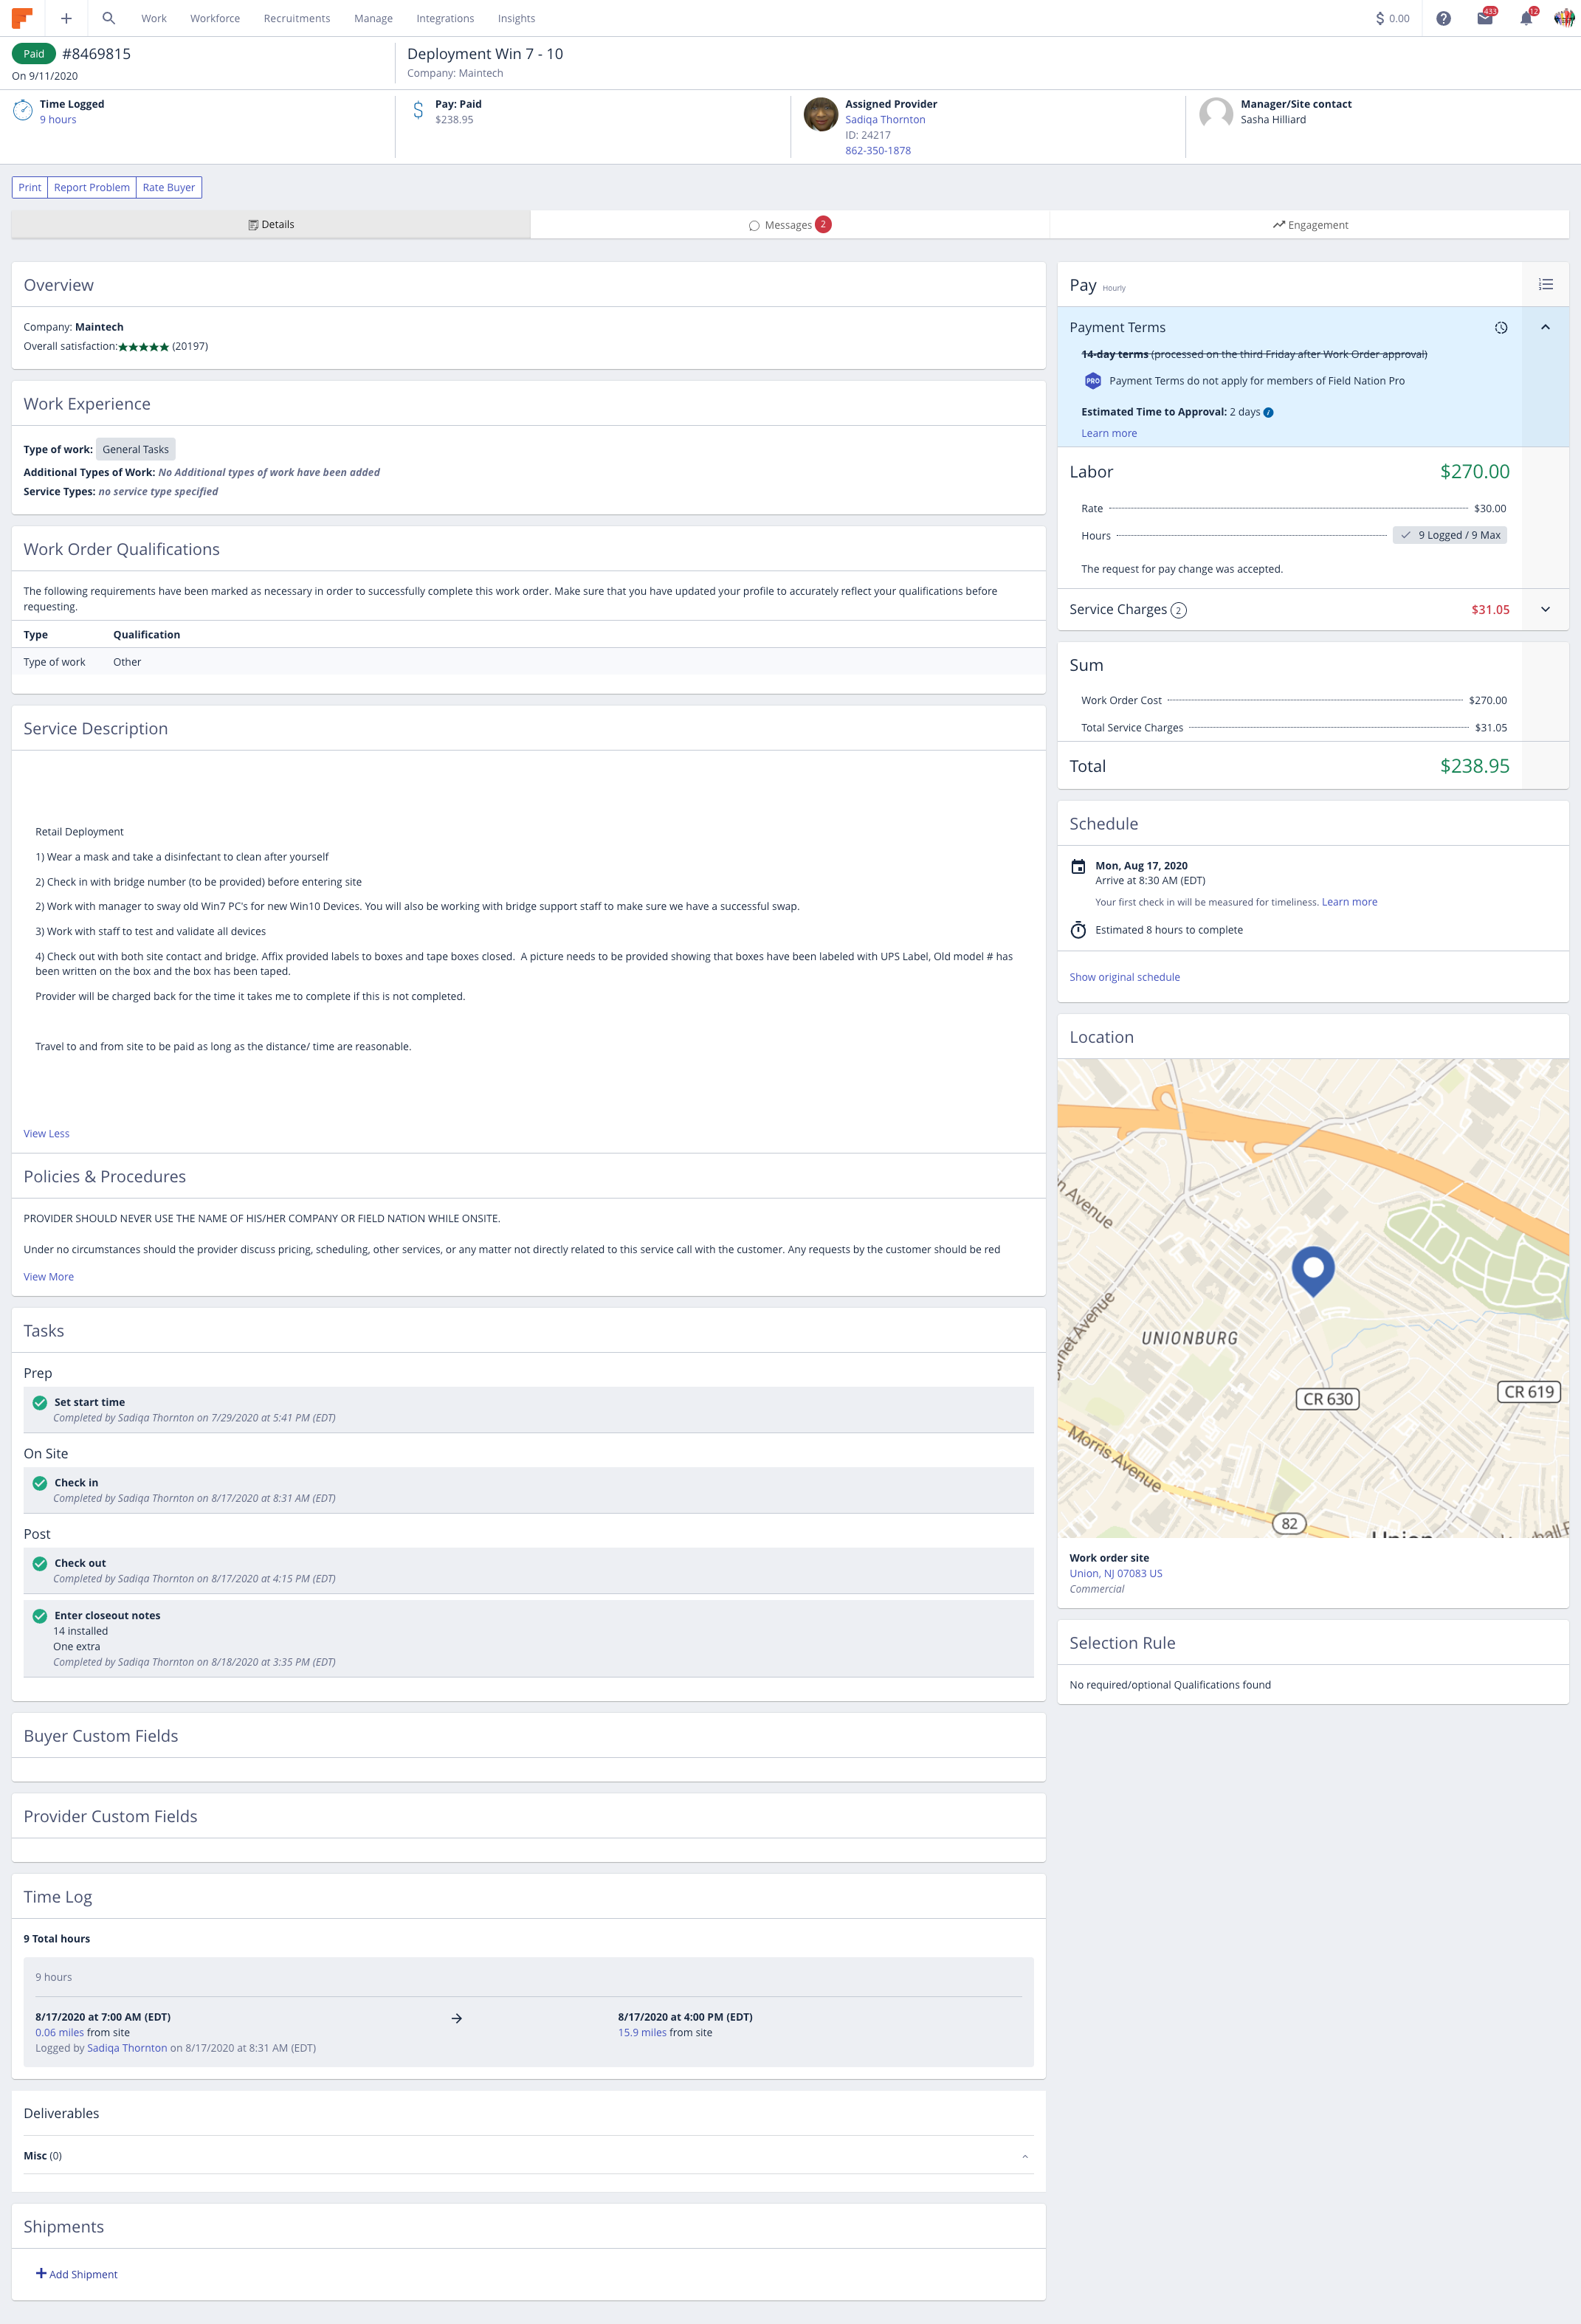 Work Workforce Recruitments Manage Integrations Insights $ 0.00 433 12
Paid #8469815
On 9/11/2020
Deployment Win 7 - 10
Company: Maintech
Time Logged
9 hours
Pay: Paid
$238.95
Assigned Provider
Sadiqa Thornton
ID: 24217
862-350-1878
Manager/Site contact
Sasha Hilliard
Print Report Problem Rate Buyer
Details Messages 2 Engagement
Overview
Company: Maintech
Overall satisfaction:★★★★★ (20197)
Work Experience
Type of work: General Tasks
Additional Types of Work: No Additional types of work have been added
Service Types: no service type specified
Work Order Qualifications
The following requirements have been marked as necessary in order to successfully complete this work order. Make sure that you have updated your profile to accurately reflect your qualifications before
requesting.
Type Qualification
Type of work Other
Service Description
Retail Deployment
1) Wear a mask and take a disinfectant to clean after yourself
2) Check in with bridge number (to be provided) before entering site
2) Work with manager to sway old Win7 PC's for new Win10 Devices. You will also be working with bridge support staff to make sure we have a successful swap.
3) Work with staff to test and validate all devices
4) Check out with both site contact and bridge. Affix provided labels to boxes and tape boxes closed. A picture needs to be provided showing that boxes have been labeled with UPS Label, Old model # has
been written on the box and the box has been taped.
Provider will be charged back for the time it takes me to complete if this is not completed.
Travel to and from site to be paid as long as the distance/ time are reasonable.
View Less
Policies & Procedures
PROVIDER SHOULD NEVER USE THE NAME OF HIS/HER COMPANY OR FIELD NATION WHILE ONSITE.
Under no circumstances should the provider discuss pricing, scheduling, other services, or any matter not directly related to this service call with the customer. Any requests by the customer should be red
View More
Tasks
Prep
Set start time
Completed by Sadiqa Thornton on 7/29/2020 at 5:41 PM (EDT)
On Site
Check in
Completed by Sadiqa Thornton on 8/17/2020 at 8:31 AM (EDT)
Post
Check out
Completed by Sadiqa Thornton on 8/17/2020 at 4:15 PM (EDT)
Enter closeout notes
14 installed
One extra
Completed by Sadiqa Thornton on 8/18/2020 at 3:35 PM (EDT)
Buyer Custom Fields
Provider Custom Fields
Time Log
9 Total hours
9 hours
8/17/2020 at 7:00 AM (EDT)
0.06 miles from site
Logged by Sadiqa Thornton on 8/17/2020 at 8:31 AM (EDT)
8/17/2020 at 4:00 PM (EDT)
15.9 miles from site
Deliverables
Misc (0)
Shipments
Add Shipment
Pay Hourly
Payment Terms
14-day terms (processed on the third Friday after Work Order approval)
PRO Payment Terms do not apply for members of Field Nation Pro
Estimated Time to Approval: 2 days
Learn more
Labor $270.00
Rate $30.00
Hours 9 Logged / 9 Max
The request for pay change was accepted.
Service Charges 2 $31.05
Sum
Work Order Cost $270.00
Total Service Charges $31.05
Total $238.95
Schedule
Mon, Aug 17, 2020
Arrive at 8:30 AM (EDT)
Your first check in will be measured for timeliness. Learn more
Estimated 8 hours to complete
Show original schedule
Location
Avenue
UNIONBURG
Avenue
CR 630
CR 619
Morris Avenue
82
Union
Work order site
Union, NJ 07083 US
Commercial
Selection Rule
No required/optional Qualifications found